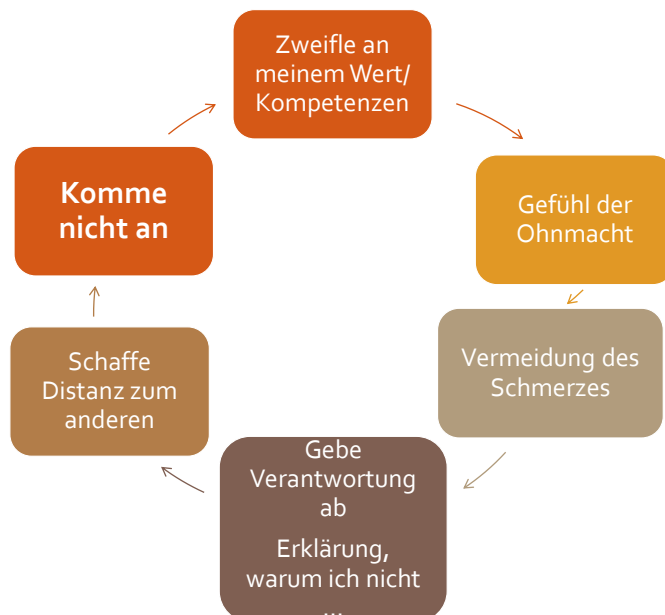 Zweifle an
meinem Wert/
Kompetenzen
Gefühl der
Ohnmacht
Vermeidung des
Schmerzes
Gebe
Verantwortung
ab
Erklärung,
warum ich nicht
...
Schaffe
Distanz zum
anderen
Komme
nicht an